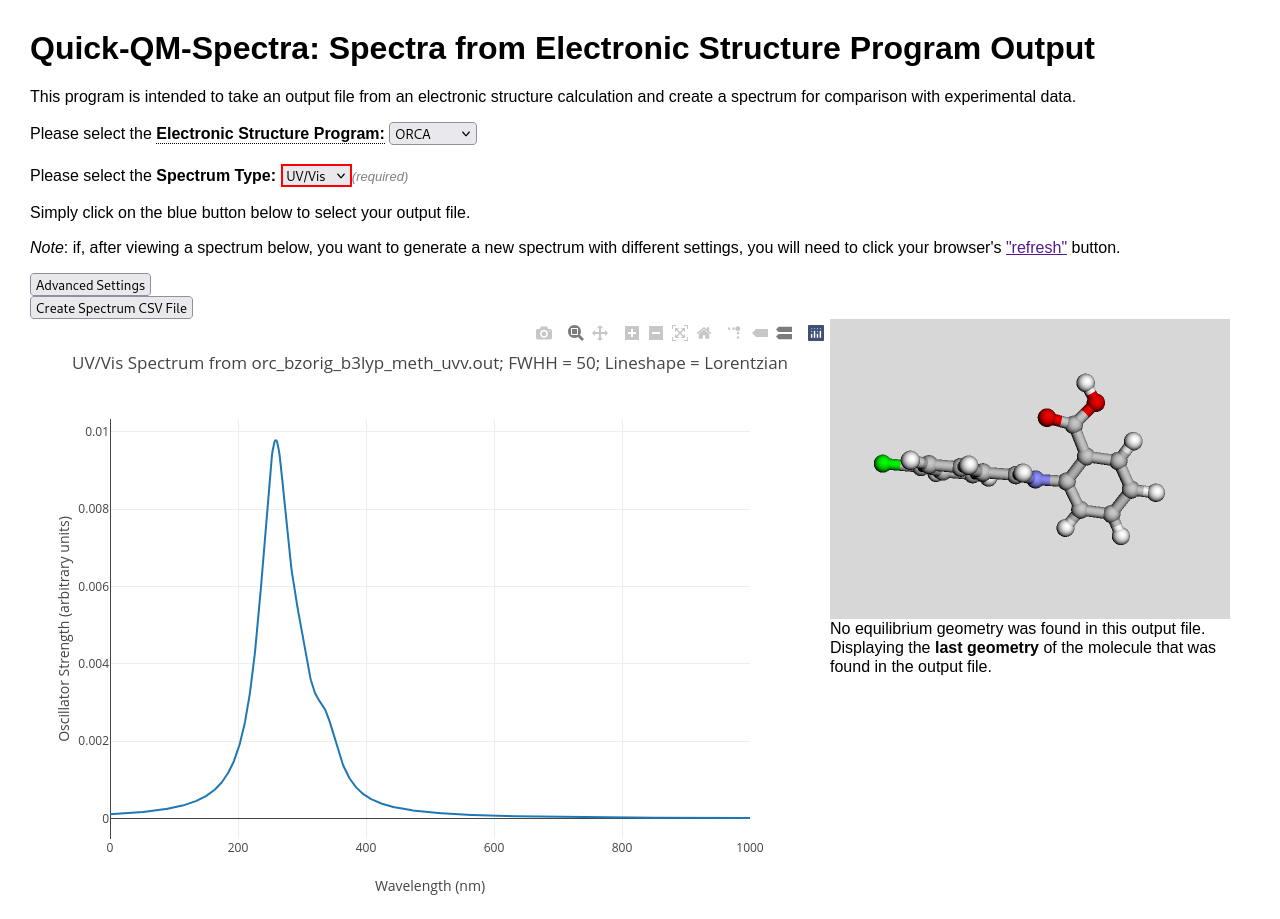 Quick-QM-Spectra: Spectra from Electronic Structure Program Output
This program is intended to take an output file from an electronic structure calculation and create a spectrum for comparison with experimental data.
Please select the Electronic Structure Program: ORCA
Please select the Spectrum Type: UV/Vis (required)
Simply click on the blue button below to select your output file.
Note: if, after viewing a spectrum below, you want to generate a new spectrum with different settings, you will need to click your browser's "refresh" button.
Advanced Settings
Create Spectrum CSV File
UV/Vis Spectrum from orc_bzorig_b3lyp_meth_uvv.out; FWHH = 50; Lineshape = Lorentzian
Oscillator Strength (arbitrary units)
0.01
0.008
0.006
0.004
0.002
0
0 200 400 600 800 1000
Wavelength (nm)
No equilibrium geometry was found in this output file.
Displaying the last geometry of the molecule that was
found in the output file.